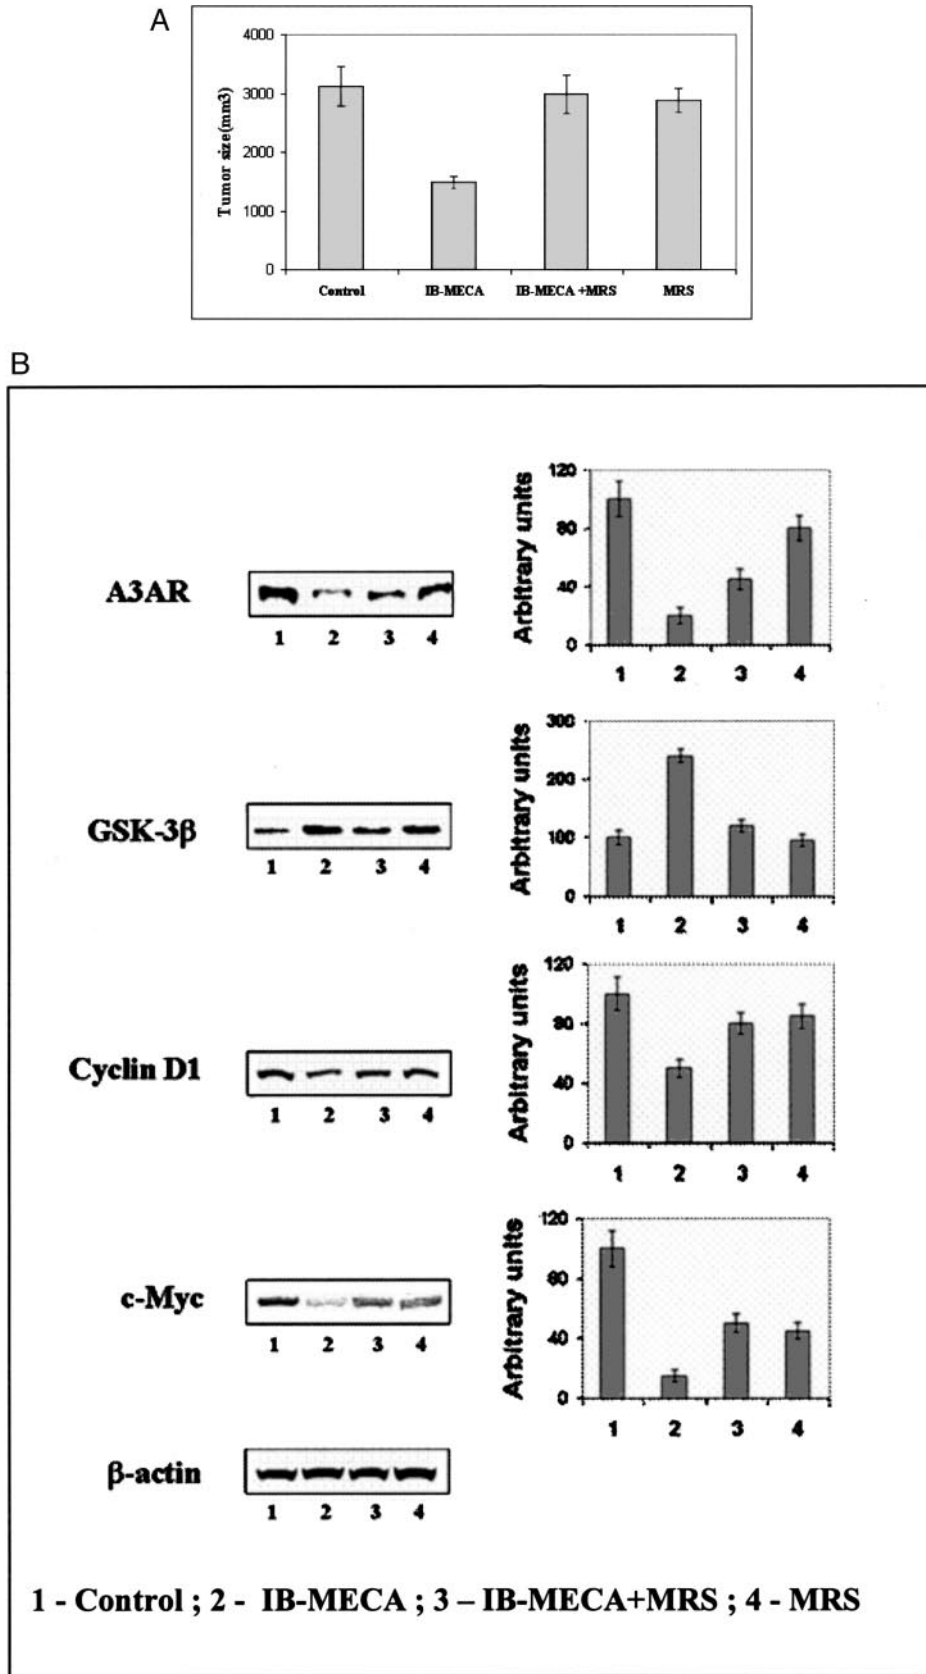 A
4000
3000
2000
1000
0
Tumor size(mm3)
Control IB-MECA IB-MECA +MRS MRS
B
A3AR
1 2 3 4
Arbitrary units
120
80
40
0
1 2 3 4
GSK-3β
1 2 3 4
Arbitrary units
300
200
100
0
1 2 3 4
Cyclin D1
1 2 3 4
Arbitrary units
120
80
40
0
1 2 3 4
c-Myc
1 2 3 4
Arbitrary units
120
80
40
0
1 2 3 4
β-actin
1 2 3 4
1 - Control ; 2 - IB-MECA ; 3 – IB-MECA+MRS ; 4 - MRS